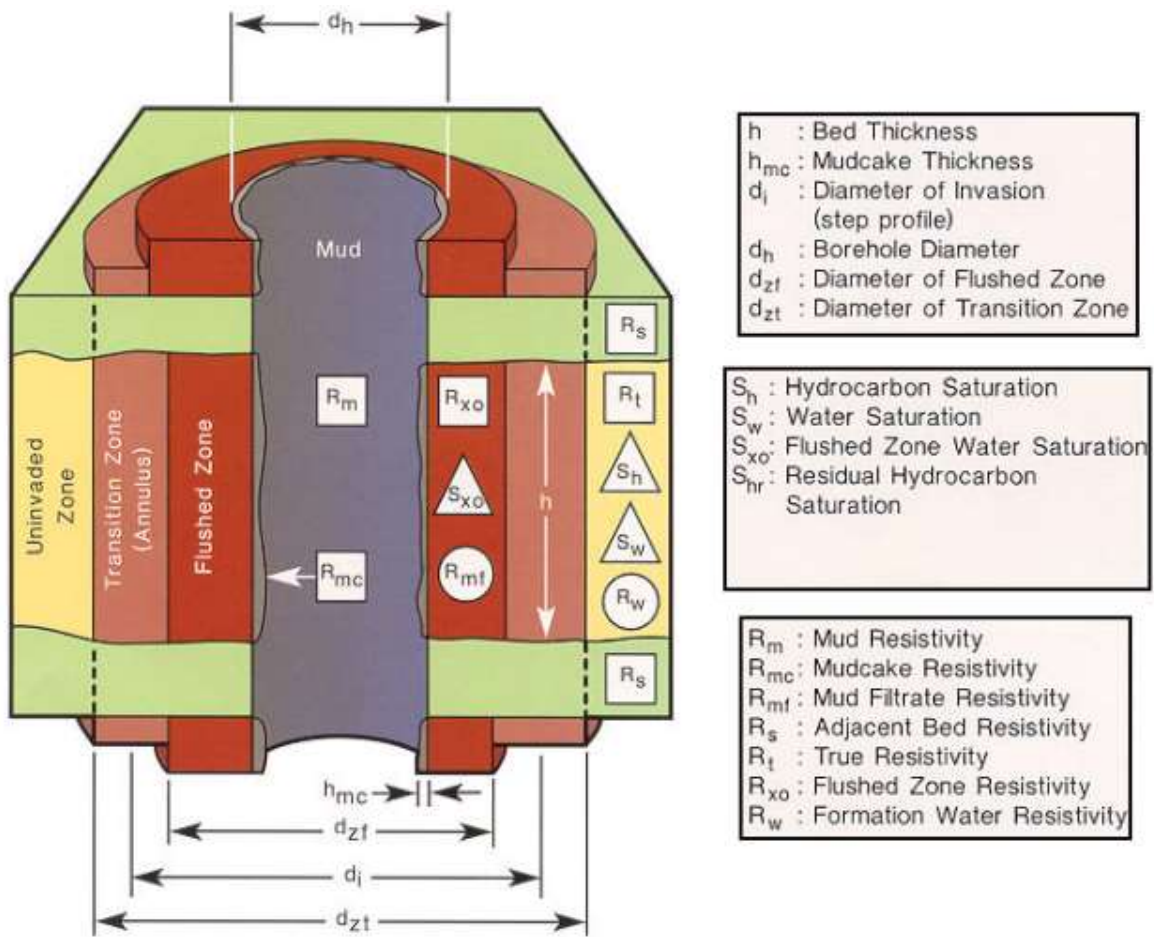 dh
Mud
Rs
Rm
Rxo
Rt
Sxo
Sh
h
Sw
Rmc
Rmf
Rw
Rs
Uninvaded
Zone
Transition Zone
(Annulus)
Flushed Zone
hmc
dzf
di
dzt
h : Bed Thickness
hmc : Mudcake Thickness
di : Diameter of Invasion
(step profile)
dh : Borehole Diameter
dzf : Diameter of Flushed Zone
dzt : Diameter of Transition Zone
Sh : Hydrocarbon Saturation
Sw : Water Saturation
Sxo : Flushed Zone Water Saturation
Shr : Residual Hydrocarbon
Saturation
Rm : Mud Resistivity
Rmc : Mudcake Resistivity
Rmf : Mud Filtrate Resistivity
Rs : Adjacent Bed Resistivity
Rt : True Resistivity
Rxo : Flushed Zone Resistivity
Rw : Formation Water Resistivity